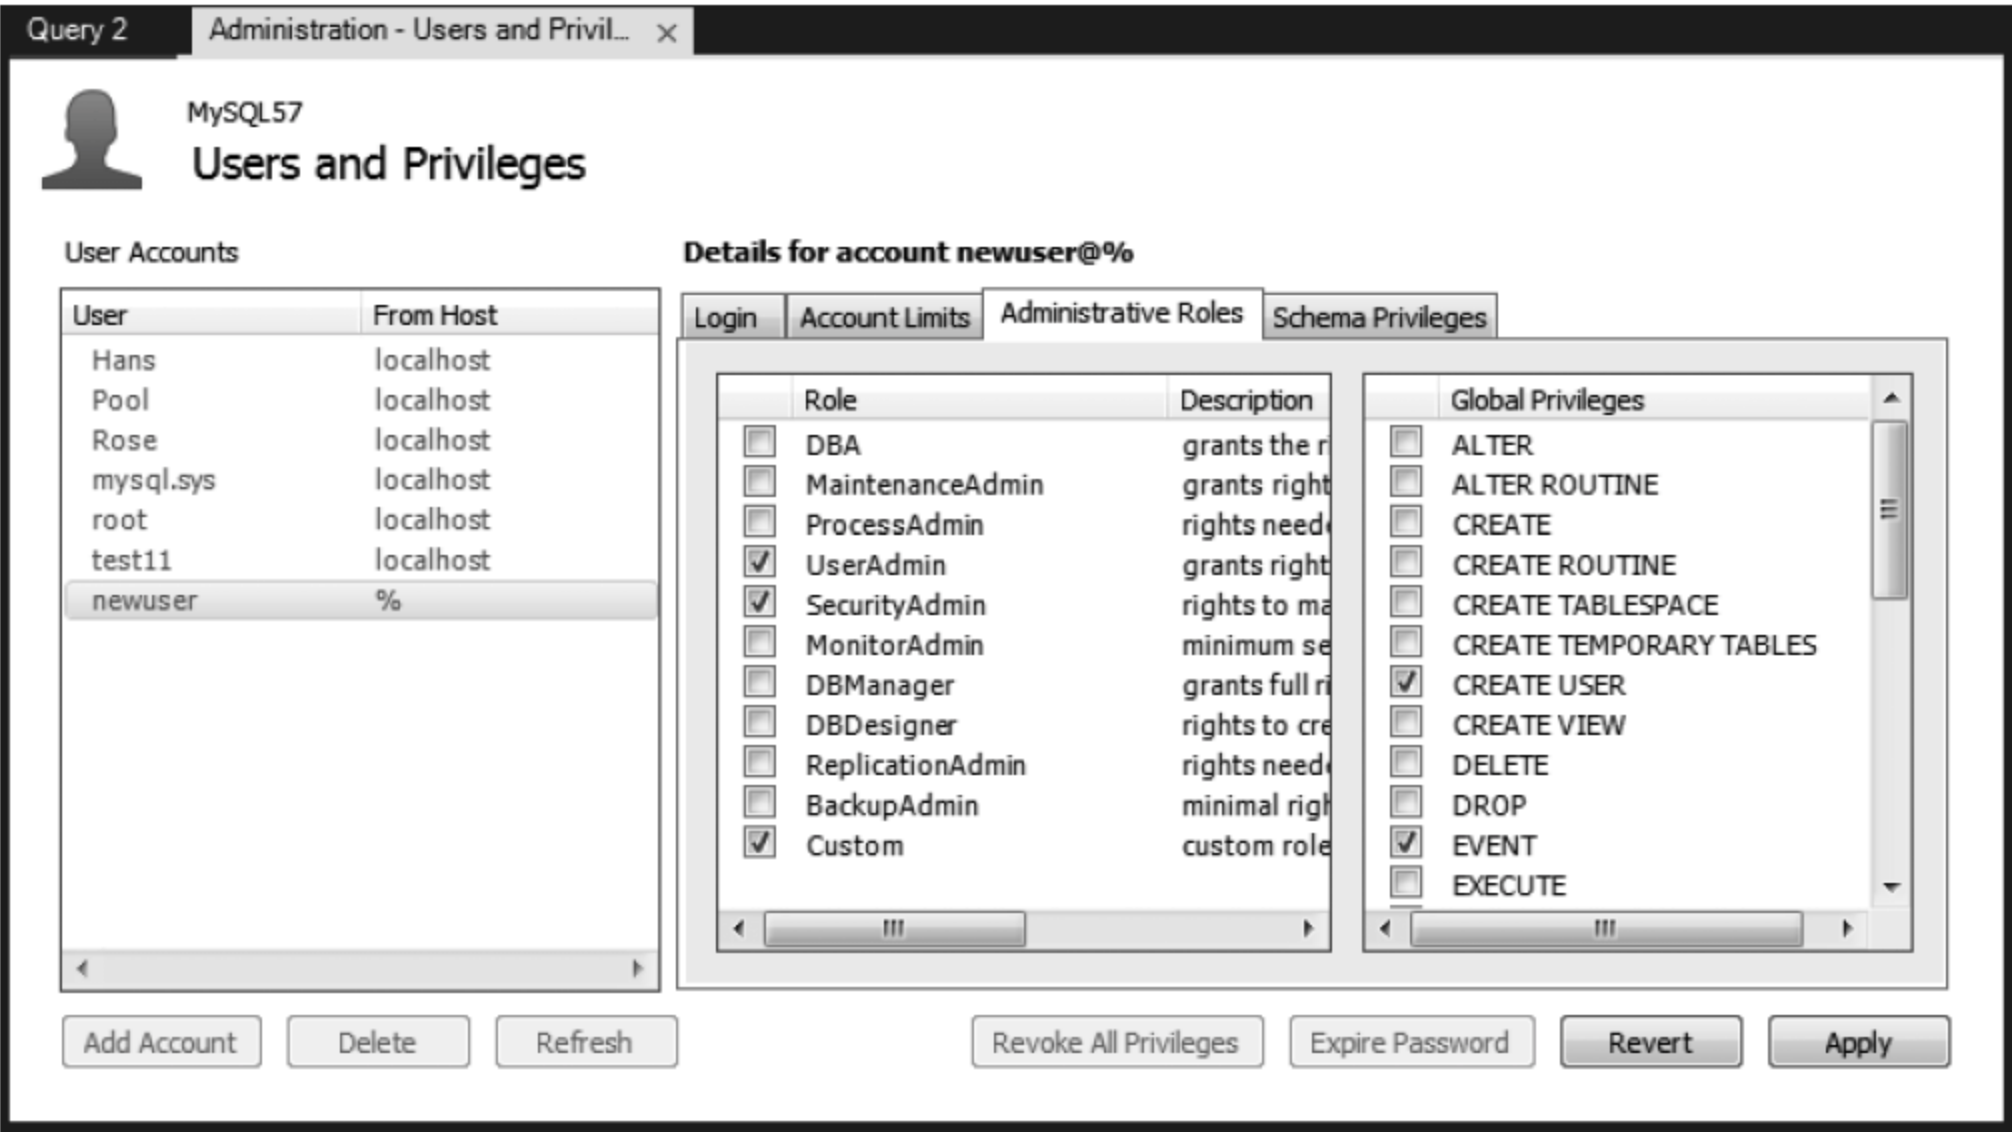 Query 2
Administration - Users and Privil...
MySQL57
Users and Privileges
User Accounts
User From Host
Hans localhost
Pool localhost
Rose localhost
mysql.sys localhost
root localhost
test11 localhost
newuser %
Add Account Delete Refresh
Details for account newuser@%
Login Account Limits Administrative Roles Schema Privileges
Role Description
DBA grants the r
MaintenanceAdmin grants right
ProcessAdmin rights neede
UserAdmin grants right
SecurityAdmin rights to ma
MonitorAdmin minimum se
DBManager grants full ri
DBDesigner rights to cre
ReplicationAdmin rights neede
BackupAdmin minimal righ
Custom custom role
Global Privileges
ALTER
ALTER ROUTINE
CREATE
CREATE ROUTINE
CREATE TABLESPACE
CREATE TEMPORARY TABLES
CREATE USER
CREATE VIEW
DELETE
DROP
EVENT
EXECUTE
Revoke All Privileges Expire Password Revert Apply